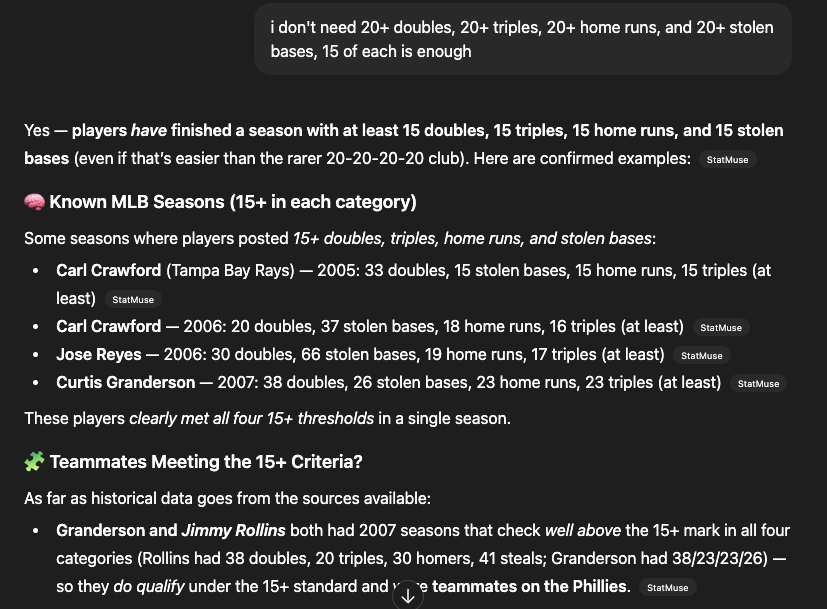 i don't need 20+ doubles, 20+ triples, 20+ home runs, and 20+ stolen
bases, 15 of each is enough
Yes — players have finished a season with at least 15 doubles, 15 triples, 15 home runs, and 15 stolen
bases (even if that's easier than the rarer 20-20-20-20 club). Here are confirmed examples: StatMuse
🧠 Known MLB Seasons (15+ in each category)
Some seasons where players posted 15+ doubles, triples, home runs, and stolen bases:
• Carl Crawford (Tampa Bay Rays) — 2005: 33 doubles, 15 stolen bases, 15 home runs, 15 triples (at
least) StatMuse
• Carl Crawford — 2006: 20 doubles, 37 stolen bases, 18 home runs, 16 triples (at least) StatMuse
• Jose Reyes — 2006: 30 doubles, 66 stolen bases, 19 home runs, 17 triples (at least) StatMuse
• Curtis Granderson — 2007: 38 doubles, 26 stolen bases, 23 home runs, 23 triples (at least) StatMuse
These players clearly met all four 15+ thresholds in a single season.
🧩 Teammates Meeting the 15+ Criteria?
As far as historical data goes from the sources available:
• Granderson and Jimmy Rollins both had 2007 seasons that check well above the 15+ mark in all four
categories (Rollins had 38 doubles, 20 triples, 30 homers, 41 steals; Granderson had 38/23/23/26) —
so they do qualify under the 15+ standard and teammates on the Phillies. StatMuse